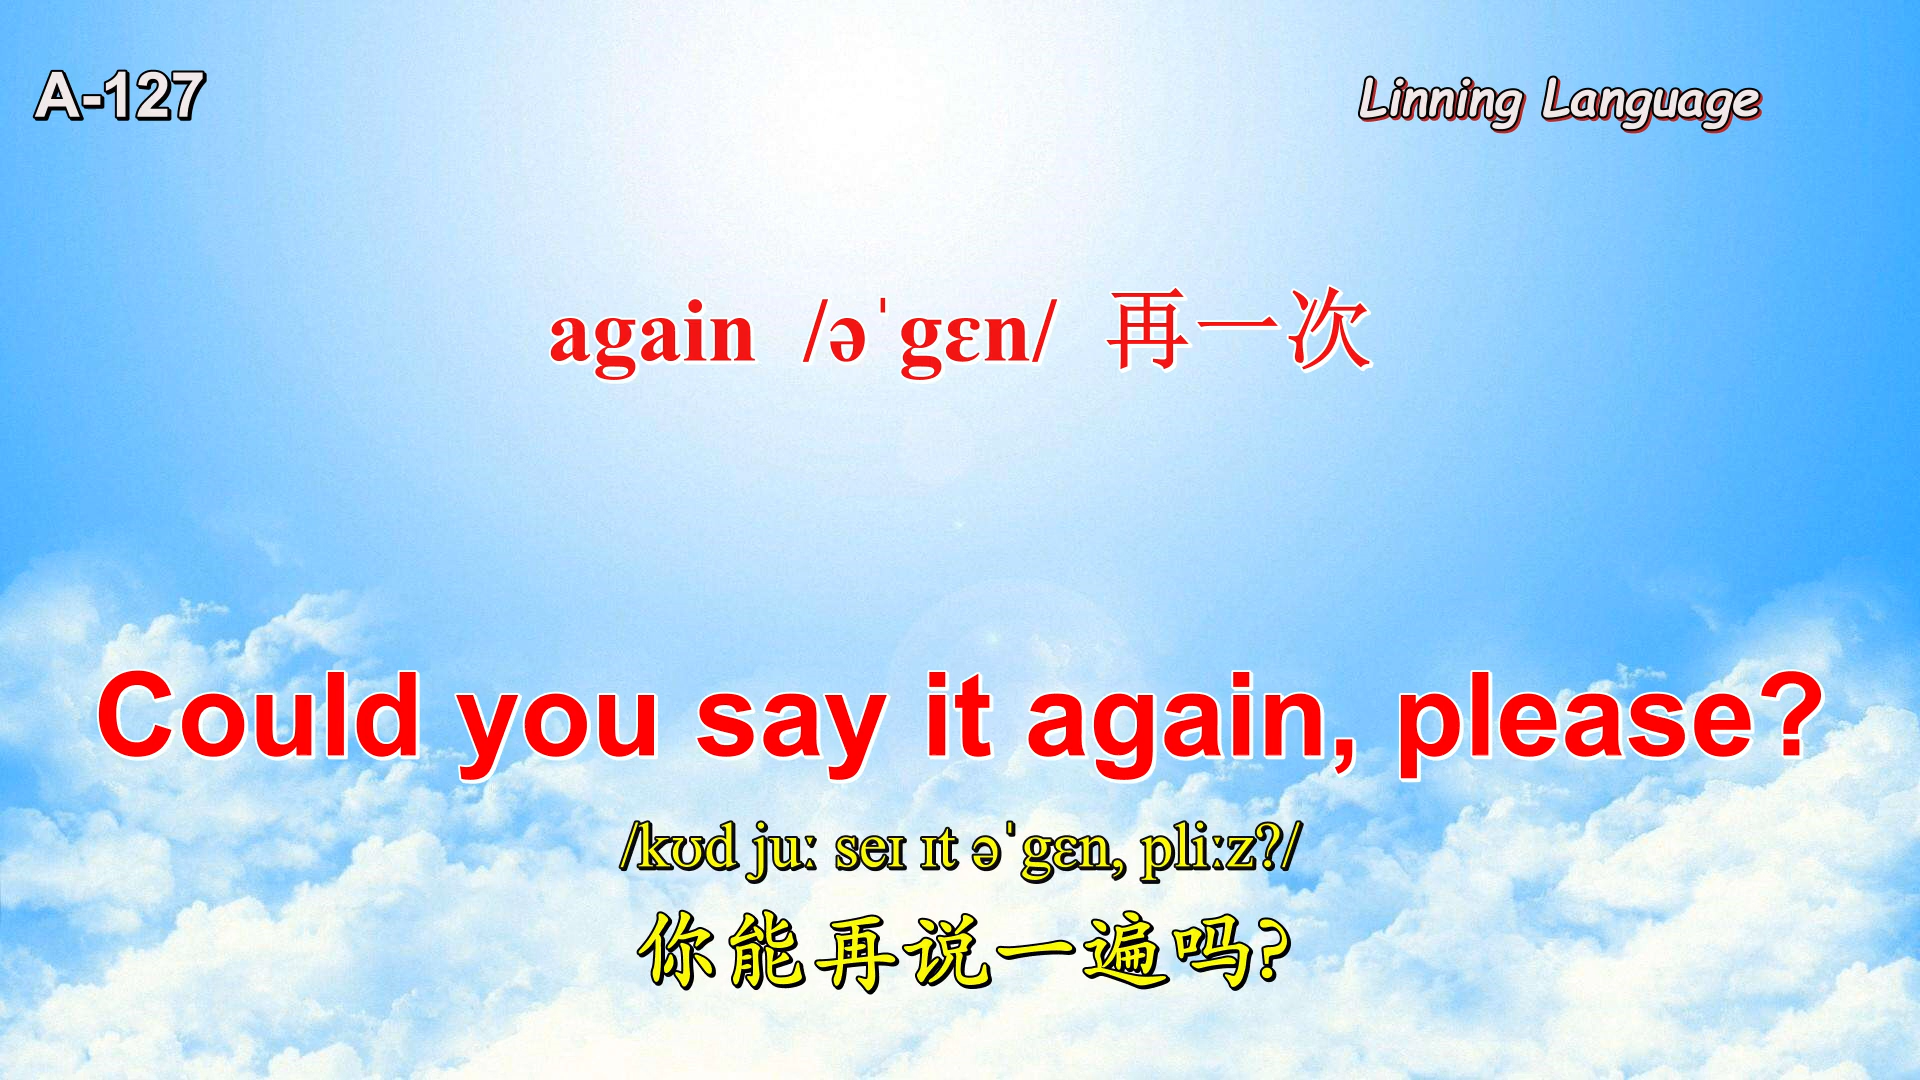 A-127
Linning Language
again /əˈgɛn/ 再一次
Could you say it again, please?
/kʊd juː seɪ ɪt əˈgɛn, pliːz?/
你能再说一遍吗?